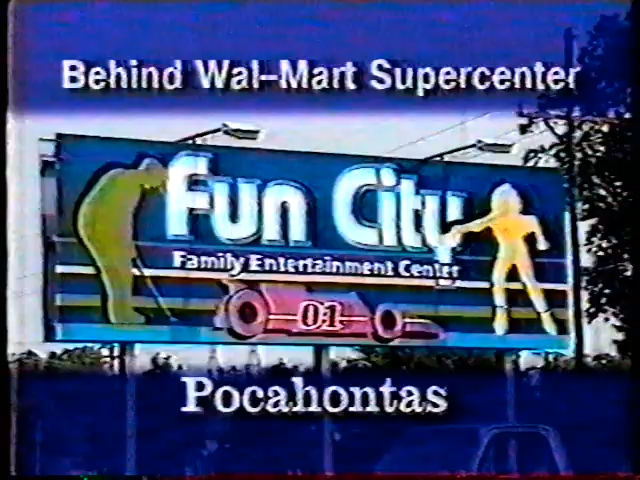 Behind Wal-Mart Supercenter
Fun City
Family Entertainment Center
01
Pocahontas